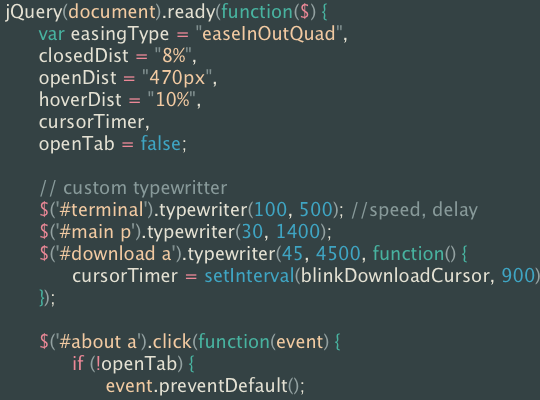 jQuery(document).ready(function($) {
var easingType = "easeInOutQuad",
closedDist = "8%",
openDist = "470px",
hoverDist = "10%",
cursorTimer,
openTab = false;
// custom typewritter
$('#terminal').typewriter(100, 500); //speed, delay
$('#main p').typewriter(30, 1400);
$('#download a').typewriter(45, 4500, function() {
cursorTimer = setInterval(blinkDownloadCursor, 900)
});
$('#about a').click(function(event) {
if (!openTab) {
event.preventDefault();